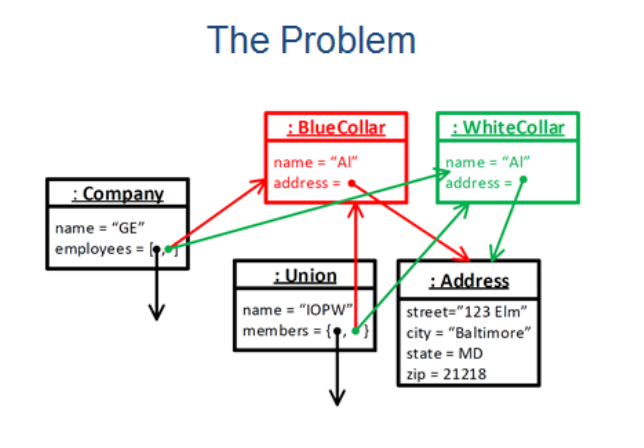 The Problem
: BlueCollar
name = "Al"
address =
: WhiteCollar
name = "Al"
address =
: Company
name = "GE"
employees = [ , ]
: Union
name = "IOPW"
members = { , }
: Address
street="123 Elm"
city = "Baltimore"
state = MD
zip = 21218